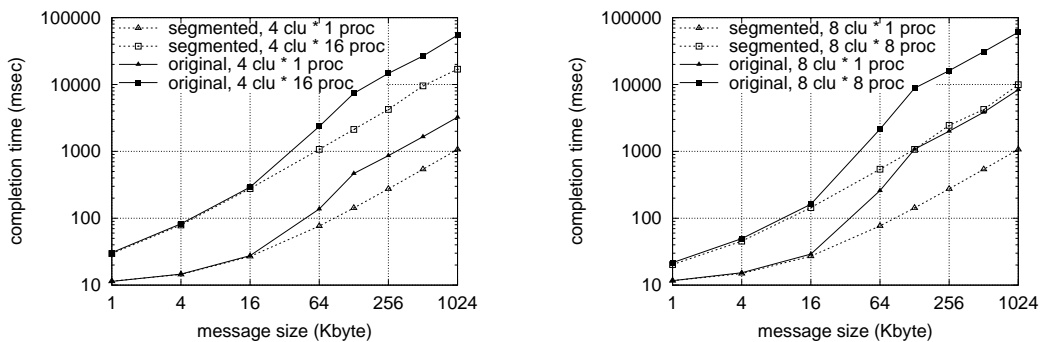 100000
10000
1000
100
10
completion time (msec)
segmented, 4 clu * 1 proc
segmented, 4 clu * 16 proc
original, 4 clu * 1 proc
original, 4 clu * 16 proc
1 4 16 64 256 1024
message size (Kbyte)
100000
10000
1000
100
10
completion time (msec)
segmented, 8 clu * 1 proc
segmented, 8 clu * 8 proc
original, 8 clu * 1 proc
original, 8 clu * 8 proc
1 4 16 64 256 1024
message size (Kbyte)